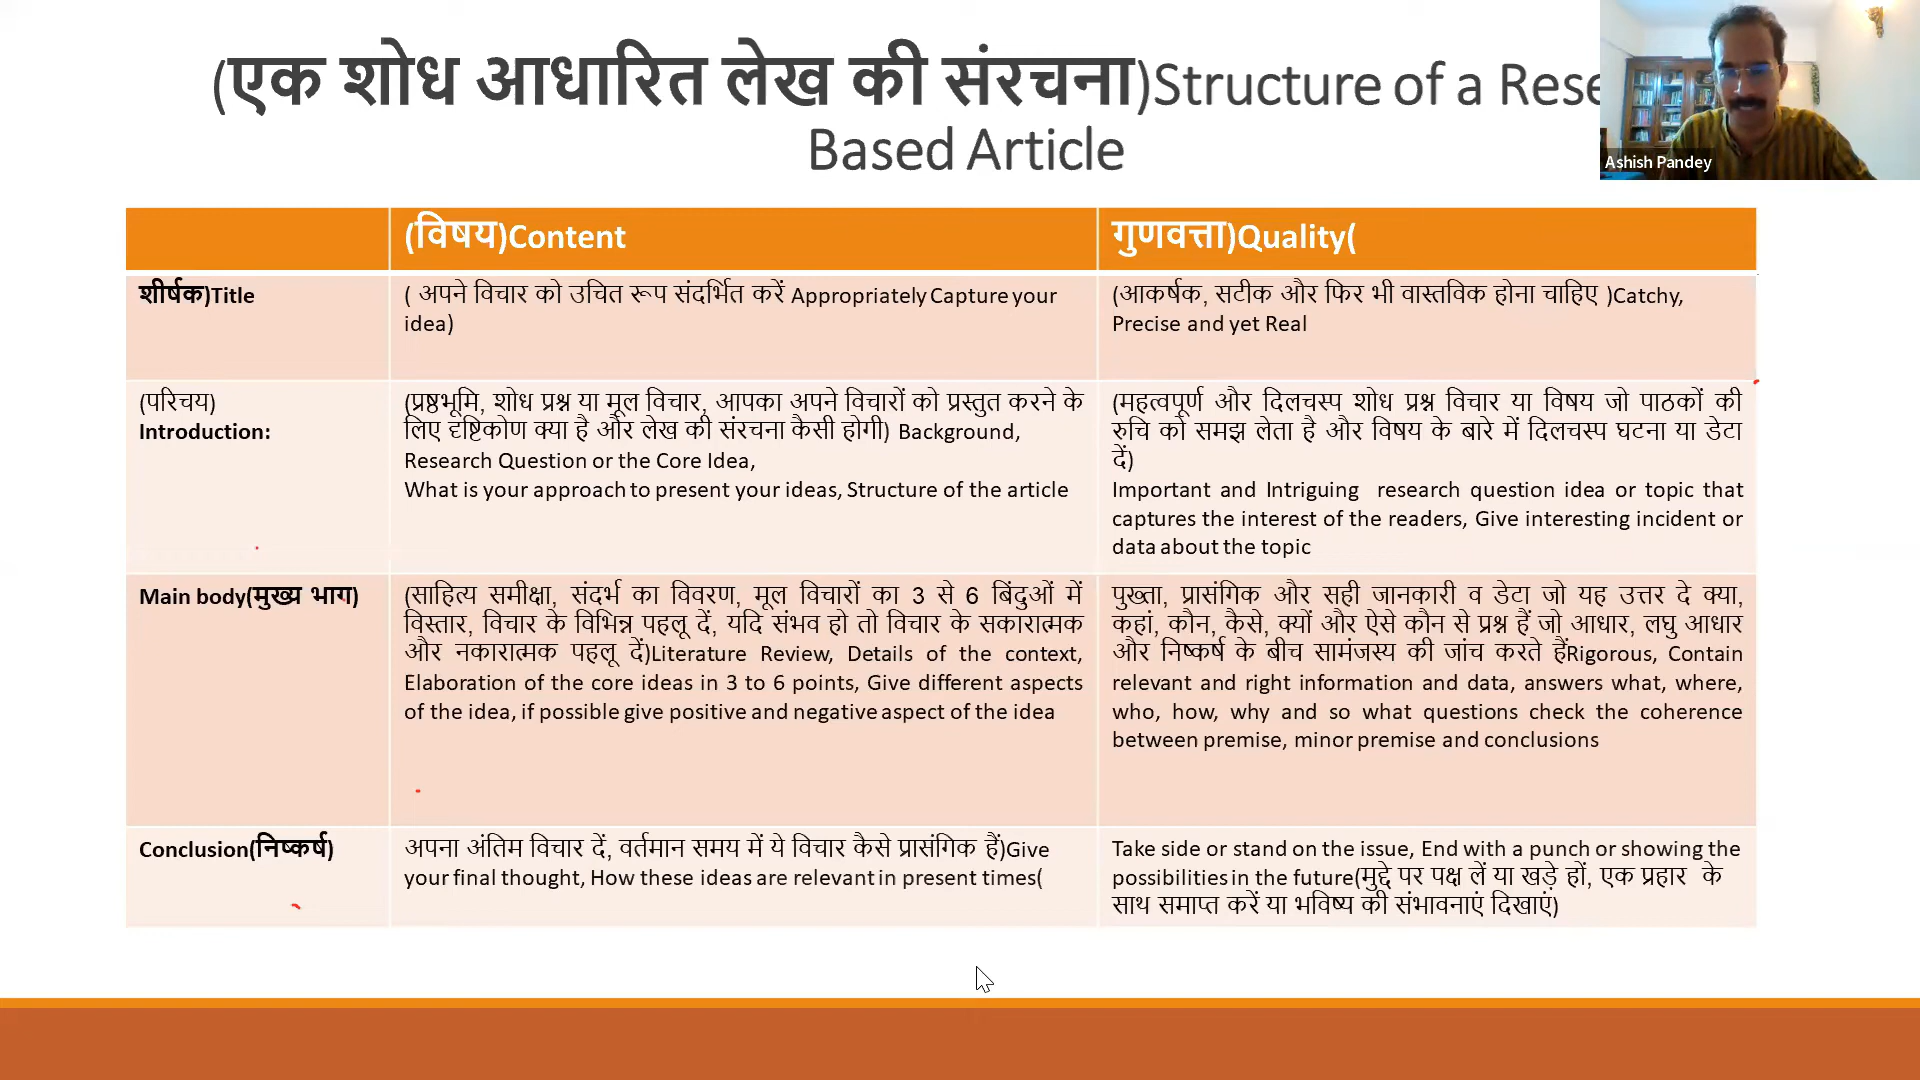 (एक शोध आधारित लेख की संरचना)Structure of a Rese
Based Article
Ashish Pandey
(विषय)Content
गुणवत्ता)Quality(
शीर्षक)Title
( अपने विचार को उचित रूप संदर्भित करें Appropriately Capture your
idea)
(आकर्षक, सटीक और फिर भी वास्तविक होना चाहिए )Catchy,
Precise and yet Real
(परिचय)
Introduction:
(प्रष्ठभूमि, शोध प्रश्न या मूल विचार, आपका अपने विचारों को प्रस्तुत करने के
लिए दृष्टिकोण क्या है और लेख की संरचना कैसी होगी) Background,
Research Question or the Core Idea,
What is your approach to present your ideas, Structure of the article
(महत्वपूर्ण और दिलचस्प शोध प्रश्न विचार या विषय जो पाठकों की
रुचि को समझ लेता है और विषय के बारे में दिलचस्प घटना या डेटा
दें)
Important and Intriguing research question idea or topic that
captures the interest of the readers, Give interesting incident or
data about the topic
Main body(मुख्य भाग)
(साहित्य समीक्षा, संदर्भ का विवरण, मूल विचारों का 3 से 6 बिंदुओं में
विस्तार, विचार के विभिन्न पहलू दें, यदि संभव हो तो विचार के सकारात्मक
और नकारात्मक पहलू दें)Literature Review, Details of the context,
Elaboration of the core ideas in 3 to 6 points, Give different aspects
of the idea, if possible give positive and negative aspect of the idea
पुख्ता, प्रासंगिक और सही जानकारी व डेटा जो यह उत्तर दे क्या,
कहां, कौन, कैसे, क्यों और ऐसे कौन से प्रश्न हैं जो आधार, लघु आधार
और निष्कर्ष के बीच सामंजस्य की जांच करते हैंRigorous, Contain
relevant and right information and data, answers what, where,
who, how, why and so what questions check the coherence
between premise, minor premise and conclusions
Conclusion(निष्कर्ष)
अपना अंतिम विचार दें, वर्तमान समय में ये विचार कैसे प्रासंगिक हैं)Give
your final thought, How these ideas are relevant in present times(
Take side or stand on the issue, End with a punch or showing the
possibilities in the future(मुद्दे पर पक्ष लें या खड़े हों, एक प्रहार के
साथ समाप्त करें या भविष्य की संभावनाएं दिखाएं)